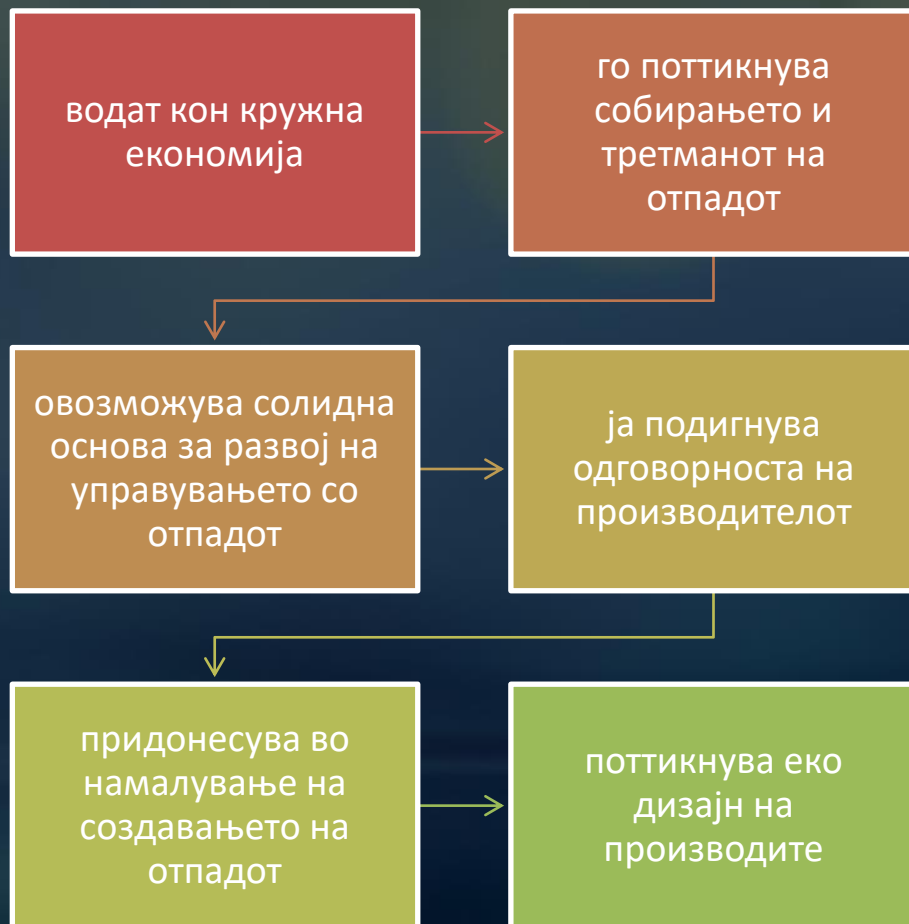 водат кон кружна
економија
го поттикнува
собирањето и
третманот на
отпадот
овозможува солидна
основа за развој на
управувањето со
отпадот
ја подигнува
одговорноста на
производителот
придонесува во
намалување на
создавањето на
отпадот
поттикнува еко
дизајн на
производите